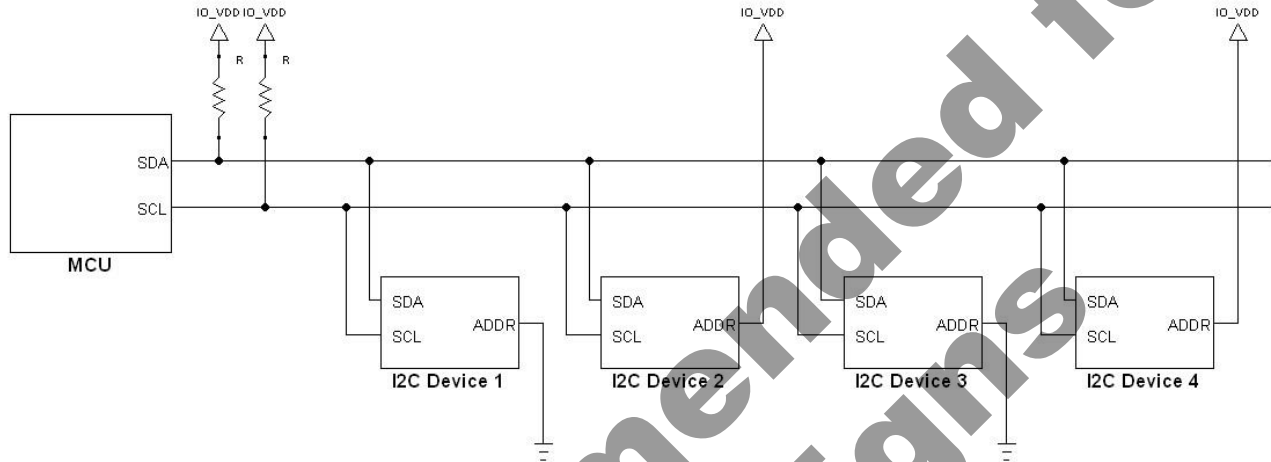 IO_VDD IO_VDD
IO_VDD
IO_VDD
R
R
SDA
SCL
MCU
SDA
SCL
ADDR
I2C Device 1
SDA
SCL
ADDR
I2C Device 2
SDA
SCL
ADDR
I2C Device 3
SDA
SCL
ADDR
I2C Device 4